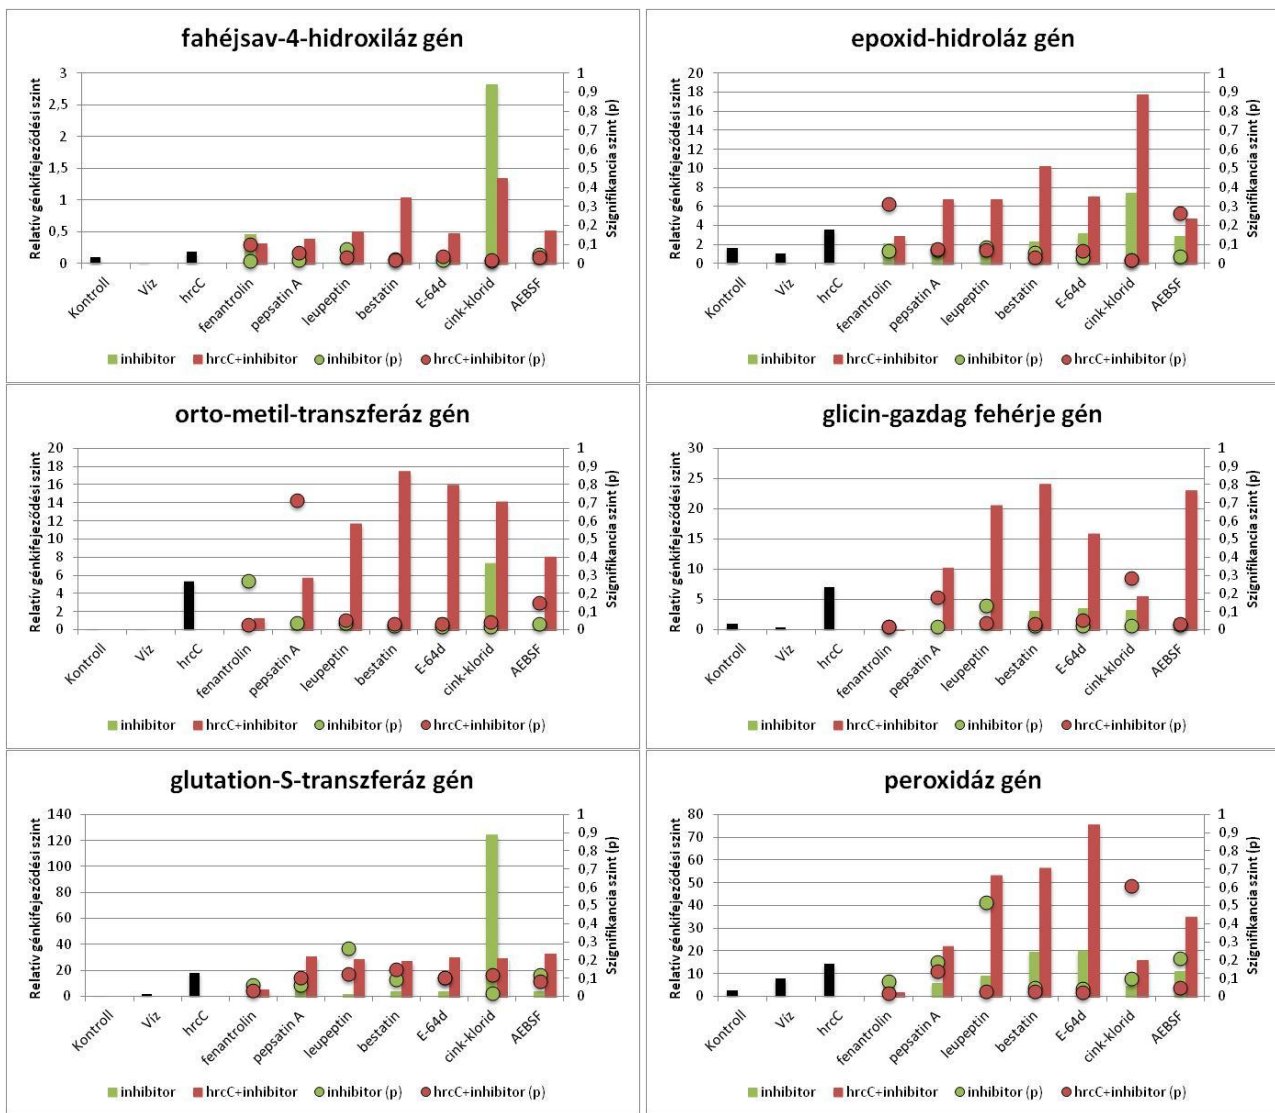 fahéjsav-4-hidroxiláz gén
Relatív génkifejeződési szint
3
2,5
2
1,5
1
0,5
0
1
0,9
0,8
0,7
0,6
0,5
0,4
0,3
0,2
0,1
0
Szignifikancia szint (p)
Kontroll
Víz
hrcC
fenantrolin
pepsatin A
leupeptin
bestatin
E-64d
cink-klorid
AEBSF
inhibitor hrcC+inhibitor inhibitor (p) hrcC+inhibitor (p)
epoxid-hidroláz gén
Relatív génkifejeződési szint
20
18
16
14
12
10
8
6
4
2
0
1
0,9
0,8
0,7
0,6
0,5
0,4
0,3
0,2
0,1
0
Szignifikancia szint (p)
Kontroll
Víz
hrcC
fenantrolin
pepsatin A
leupeptin
bestatin
E-64d
cink-klorid
AEBSF
inhibitor hrcC+inhibitor inhibitor (p) hrcC+inhibitor (p)
orto-metil-transzferáz gén
Relatív génkifejeződési szint
20
18
16
14
12
10
8
6
4
2
0
1
0,9
0,8
0,7
0,6
0,5
0,4
0,3
0,2
0,1
0
Szignifikancia szint (p)
Kontroll
Víz
hrcC
fenantrolin
pepsatin A
leupeptin
bestatin
E-64d
cink-klorid
AEBSF
inhibitor hrcC+inhibitor inhibitor (p) hrcC+inhibitor (p)
glicin-gazdag fehérje gén
Relatív génkifejeződési szint
30
25
20
15
10
5
0
1
0,9
0,8
0,7
0,6
0,5
0,4
0,3
0,2
0,1
0
Szignifikancia szint (p)
Kontroll
Víz
hrcC
fenantrolin
pepsatin A
leupeptin
bestatin
E-64d
cink-klorid
AEBSF
inhibitor hrcC+inhibitor inhibitor (p) hrcC+inhibitor (p)
glutation-S-transzferáz gén
Relatív génkifejeződési szint
140
120
100
80
60
40
20
0
1
0,9
0,8
0,7
0,6
0,5
0,4
0,3
0,2
0,1
0
Szignifikancia szint (p)
Kontroll
Víz
hrcC
fenantrolin
pepsatin A
leupeptin
bestatin
E-64d
cink-klorid
AEBSF
inhibitor hrcC+inhibitor inhibitor (p) hrcC+inhibitor (p)
peroxidáz gén
Relatív génkifejeződési szint
80
70
60
50
40
30
20
10
0
1
0,9
0,8
0,7
0,6
0,5
0,4
0,3
0,2
0,1
0
Szignifikancia szint (p)
Kontroll
Víz
hrcC
fenantrolin
pepsatin A
leupeptin
bestatin
E-64d
cink-klorid
AEBSF
inhibitor hrcC+inhibitor inhibitor (p) hrcC+inhibitor (p)